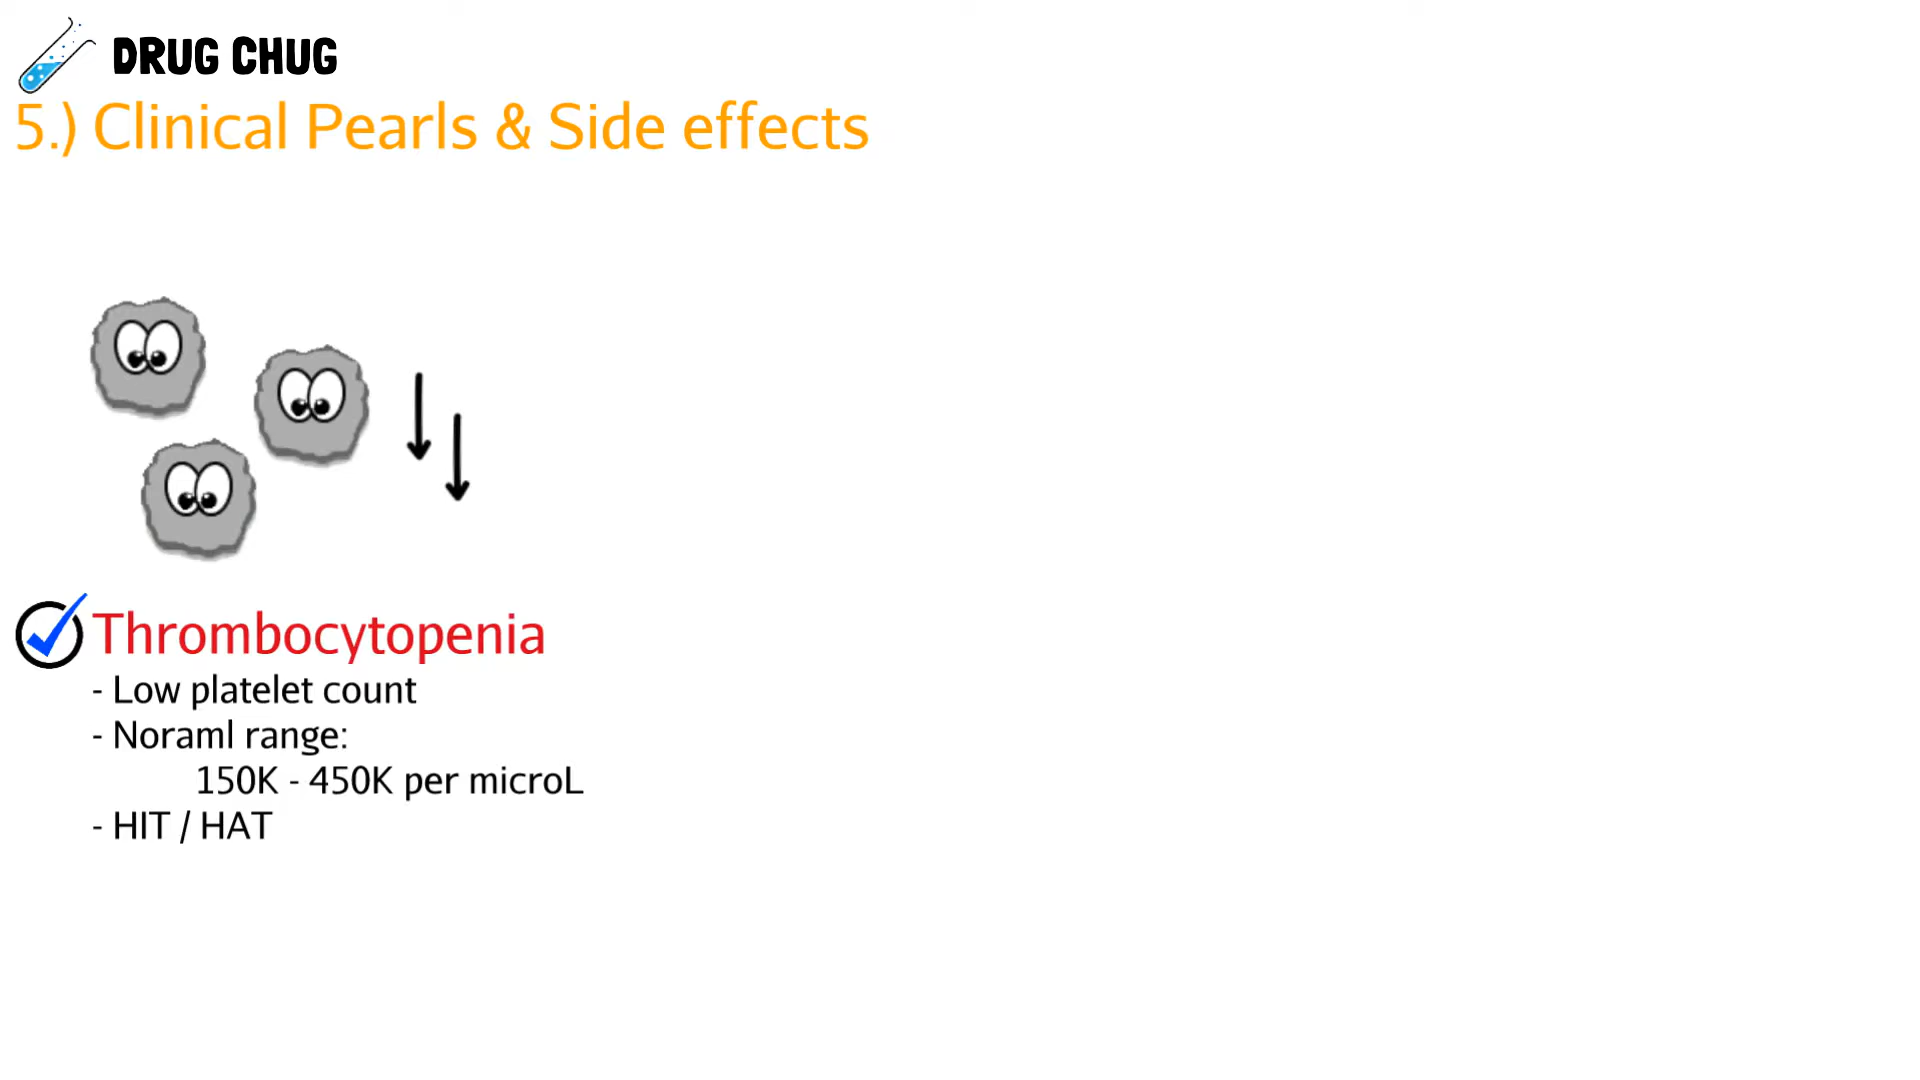 DRUG CHUG
5.) Clinical Pearls & Side effects
Thrombocytopenia
- Low platelet count
- Noraml range:
150K - 450K per microL
- HIT / HAT